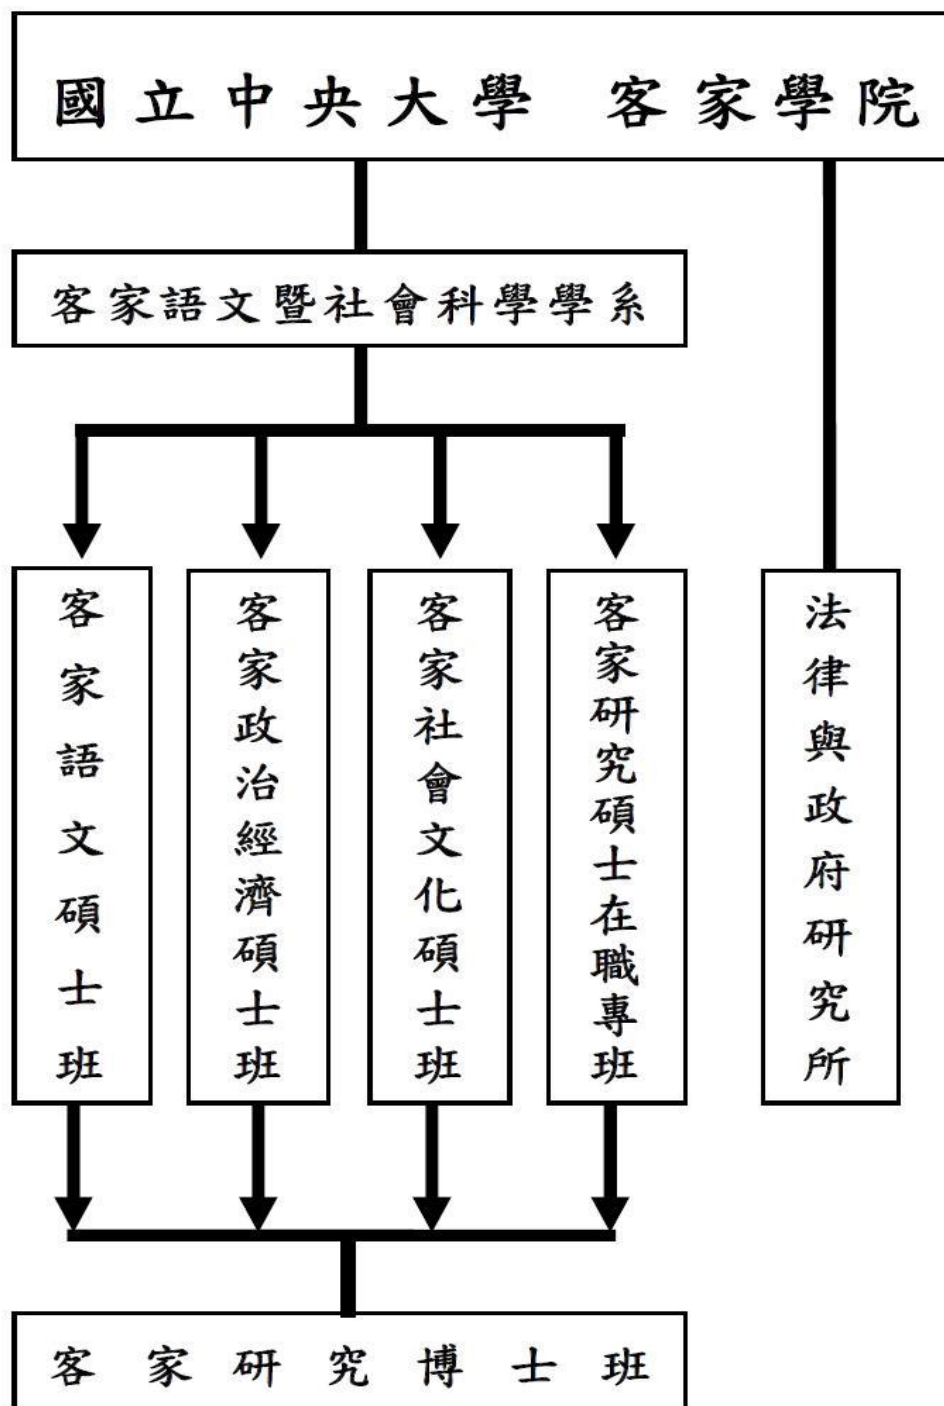 國立中央大學 客家學院
客家語文暨社會科學學系
客家語文碩士班
客家政治經濟碩士班
客家社會文化碩士班
客家研究碩士在職專班
法律與政府研究所
客家研究博士班